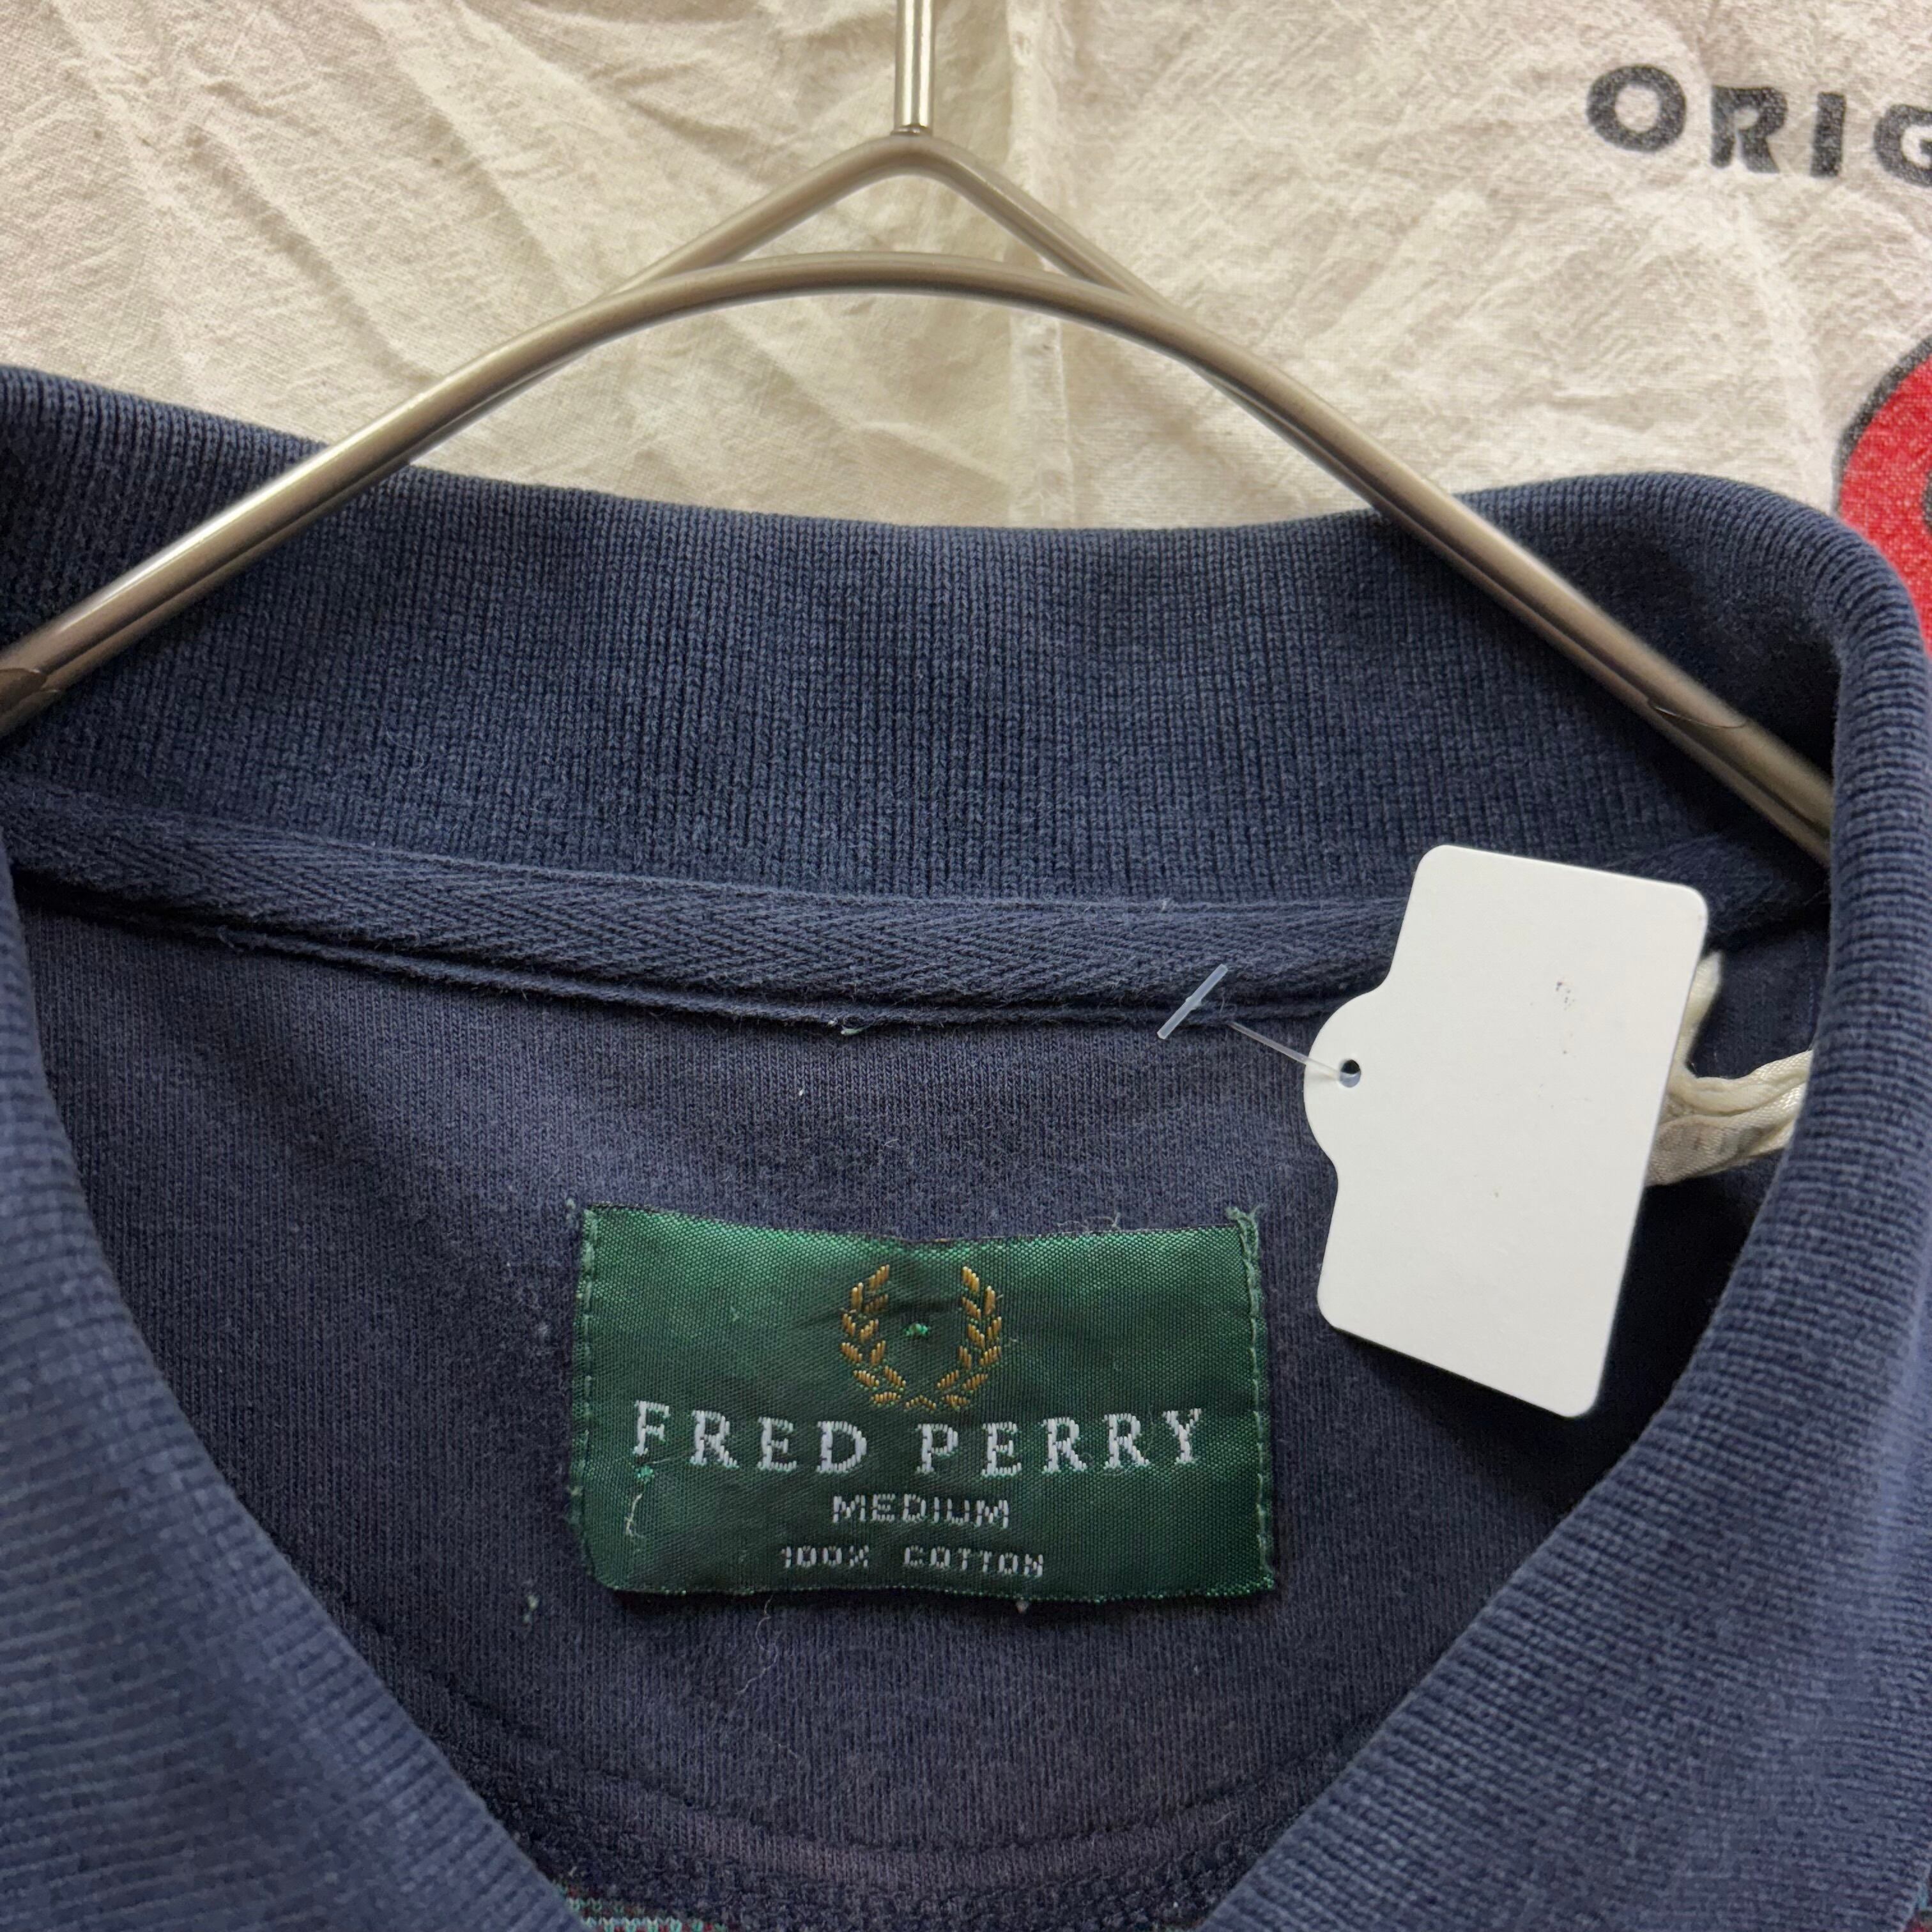 ORIG
FRED PERRY
MEDIUM
100% COTTON